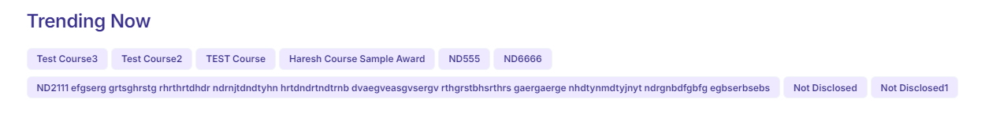 Trending Now
Test Course3 Test Course2 TEST Course Haresh Course Sample Award ND555 ND6666
ND2111 efgserg grtsghrstg rhrthrtdhdr ndrnjtdndtyhn hrtdndrtndtrnb dvaegveasgvsergv rthgrstbhsrthrs gaergaerge nhdtynmdtyjnyt ndrgnbdfgbfg egbserbsebs Not Disclosed Not Disclosed1